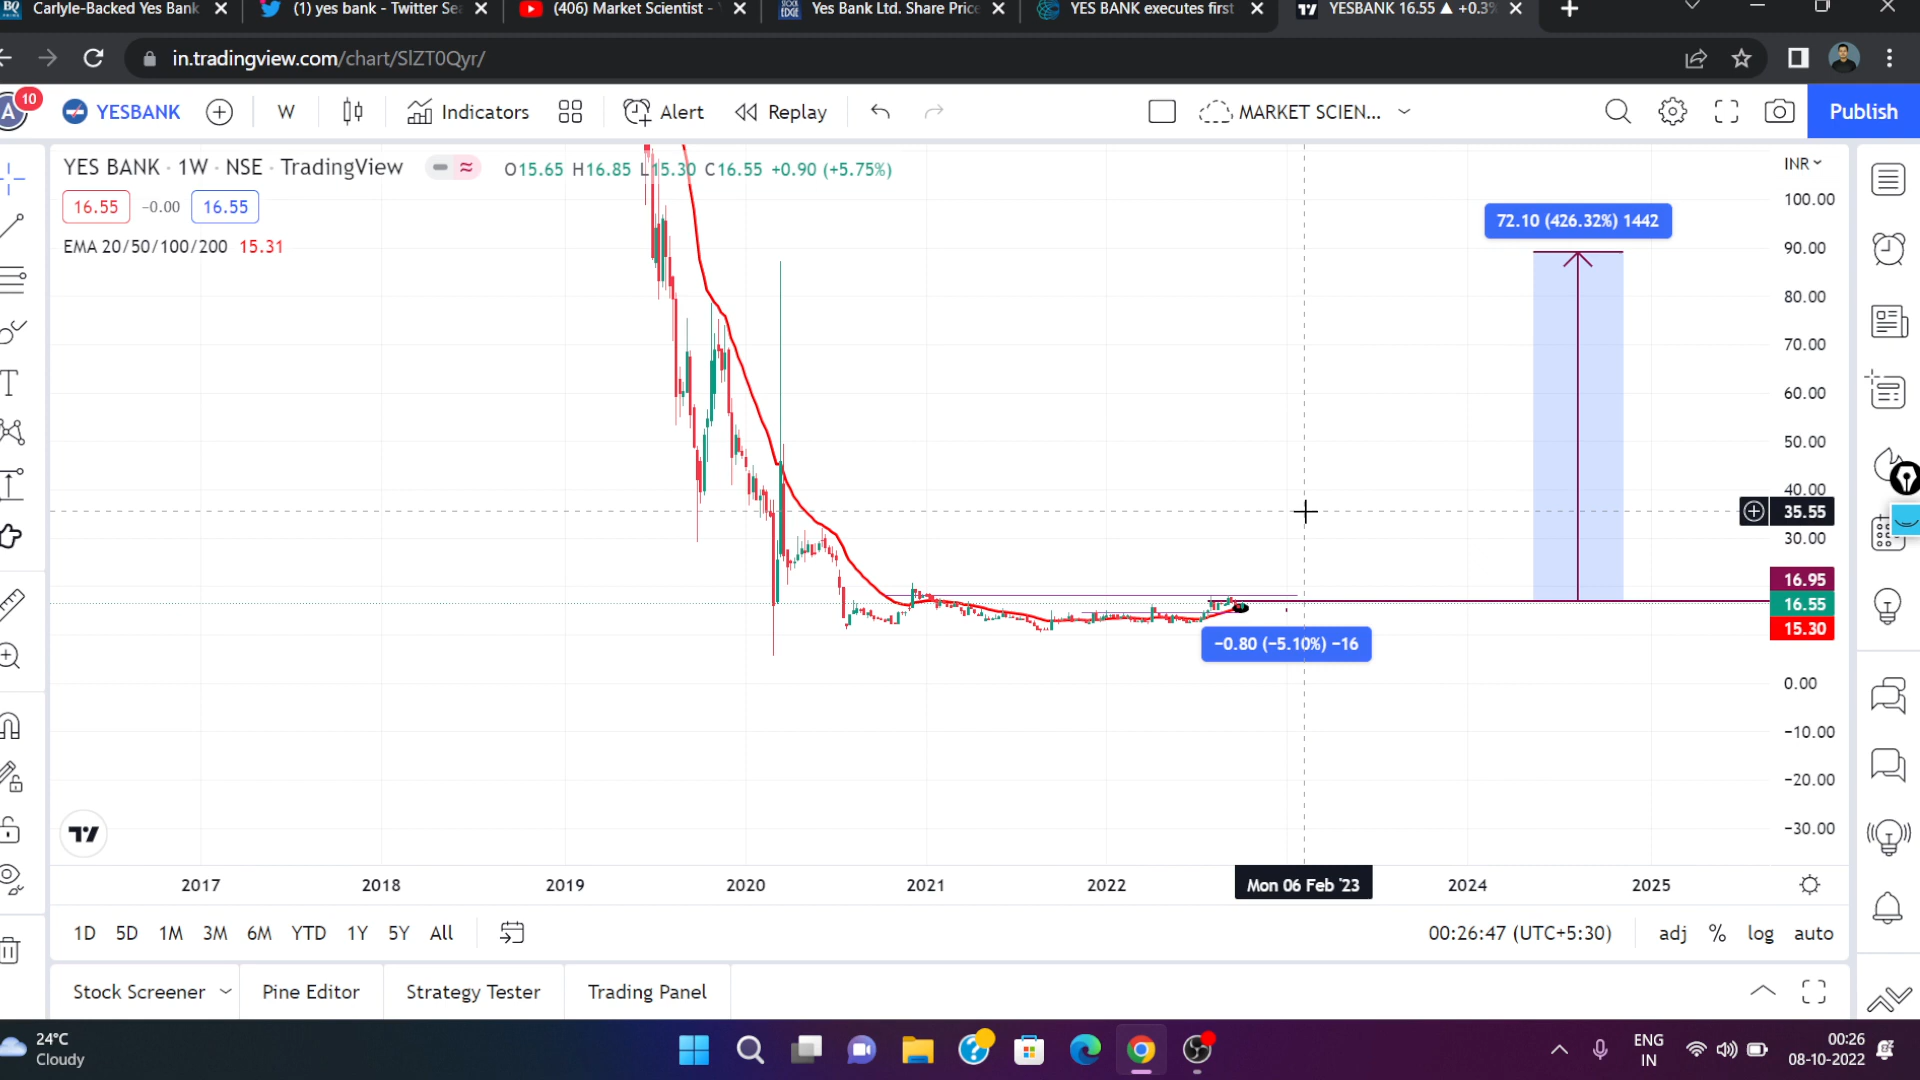 Carlyle-Backed Yes Bank
(1) yes bank - Twitter Sea
(406) Market Scientist -
Yes Bank Ltd. Share Price
YES BANK executes first
YESBANK 16.55 ▲ +0.3%
in.tradingview.com/chart/SlZT0Qyr/
10
YESBANK
W
Indicators
Alert
Replay
MARKET SCIEN...
Publish
YES BANK · 1W · NSE · TradingView
O15.65 H16.85 L15.30 C16.55 +0.90 (+5.75%)
INR
16.55 −0.00 16.55
EMA 20/50/100/200 15.31
72.10 (426.32%) 1442
100.00
90.00
80.00
70.00
60.00
50.00
40.00
35.55
30.00
16.95
16.55
15.30
−0.80 (−5.10%) −16
0.00
−10.00
−20.00
−30.00
2017 2018 2019 2020 2021 2022 Mon 06 Feb '23 2024 2025
1D 5D 1M 3M 6M YTD 1Y 5Y All
00:26:47 (UTC+5:30)
adj % log auto
Stock Screener
Pine Editor
Strategy Tester
Trading Panel
24°C
Cloudy
ENG
IN
00:26
08-10-2022